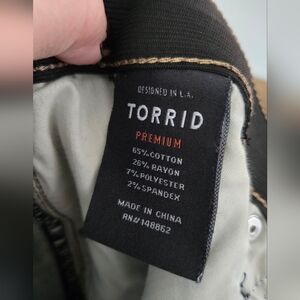 DESIGNED IN L.A.
TORRID
PREMIUM
65% COTTON
26% RAYON
7% POLYESTER
2% SPANDEX
MADE IN CHINA
RN# 148862